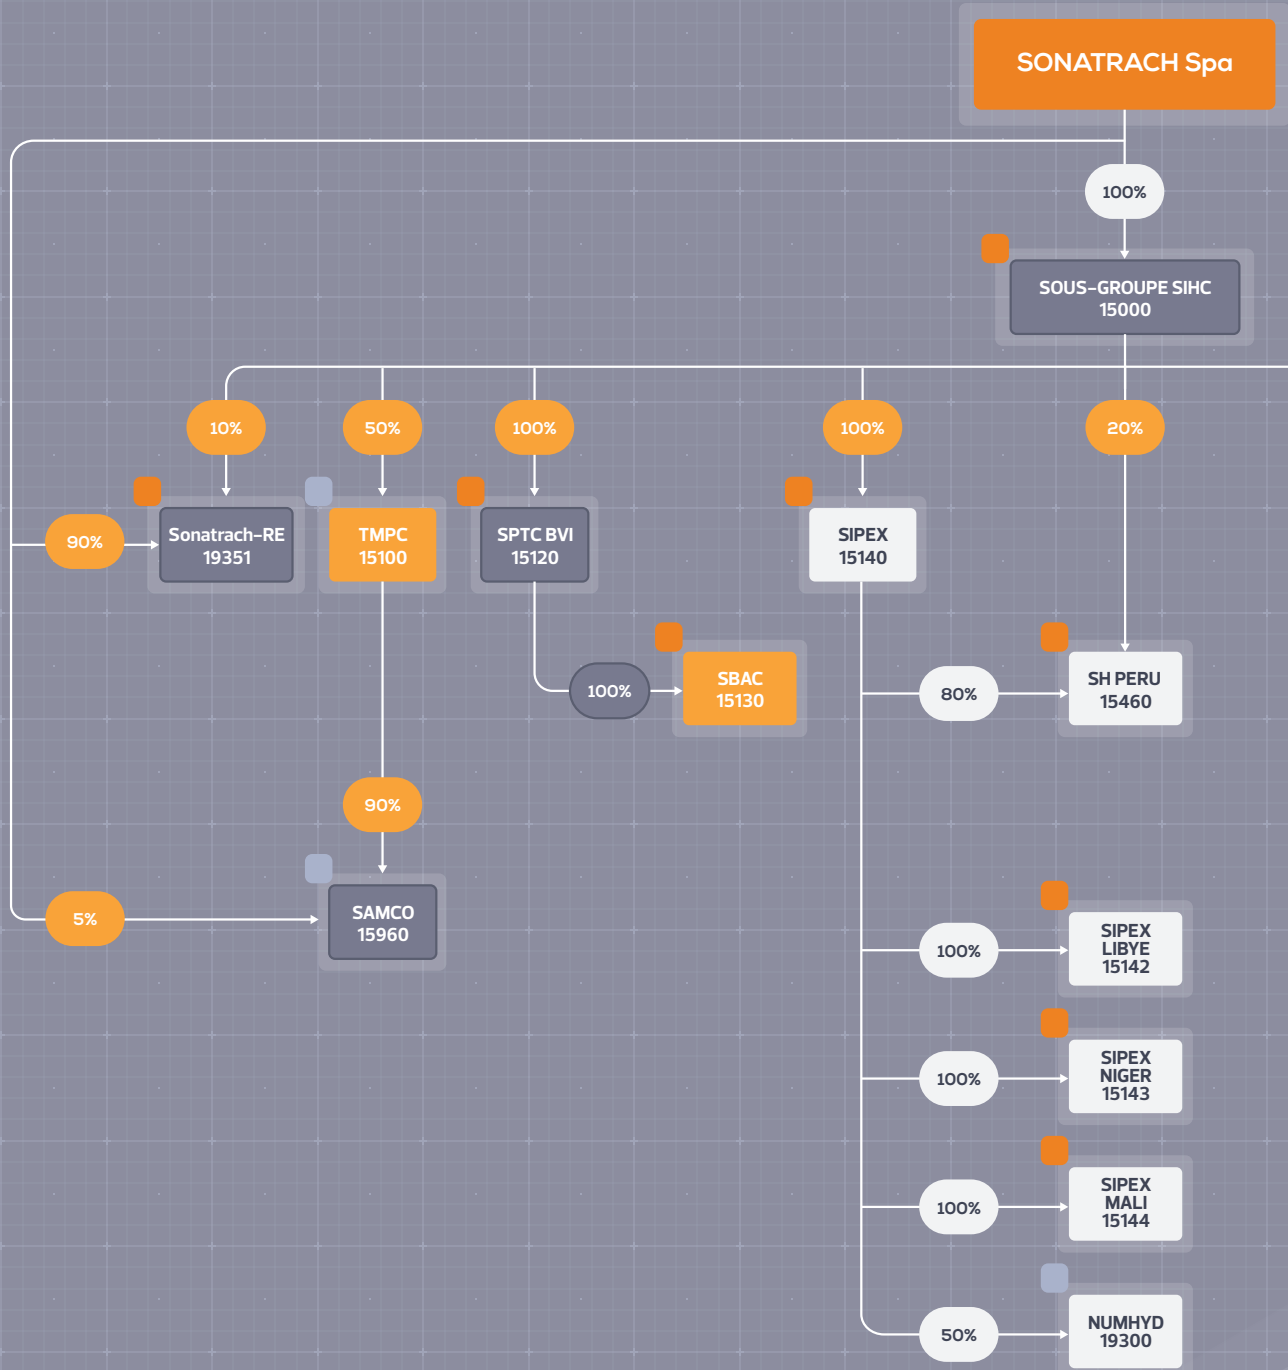 SONATRACH Spa
100%
SOUS-GROUPE SIHC
15000
10%
50%
100%
100%
20%
90%
Sonatrach-RE
19351
TMPC
15100
SPTC BVI
15120
SIPEX
15140
100%
SBAC
15130
80%
SH PERU
15460
90%
5%
SAMCO
15960
100%
SIPEX
LIBYE
15142
100%
SIPEX
NIGER
15143
100%
SIPEX
MALI
15144
50%
NUMHYD
19300